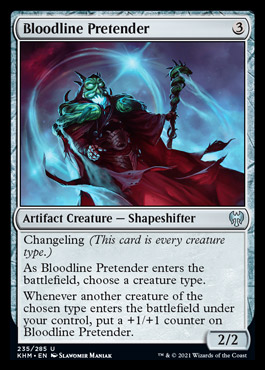 Bloodline Pretender 3
Artifact Creature — Shapeshifter
Changeling (This card is every creature
type.)
As Bloodline Pretender enters the
battlefield, choose a creature type.
Whenever another creature of the
chosen type enters the battlefield under
your control, put a +1/+1 counter on
Bloodline Pretender.
2/2
235/285 U
KHM • EN Slawomir Maniak
™ & © 2021 Wizards of the Coast